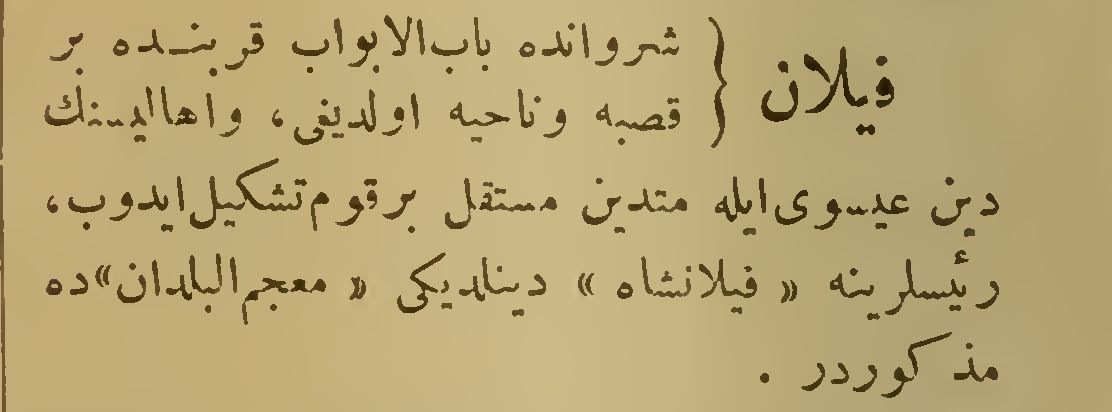 فیلان { شروانده باب‌الابواب قربنده بر
قصبه وناحیه اولدیغی، واهالیسنك
دین عیسوی ایله متدین مستقل برقوم تشکیل ایدوب،
رئیسلرینه « فیلانشاه » دینلدیکی « معجم البلدان » ده
مذکوردر .